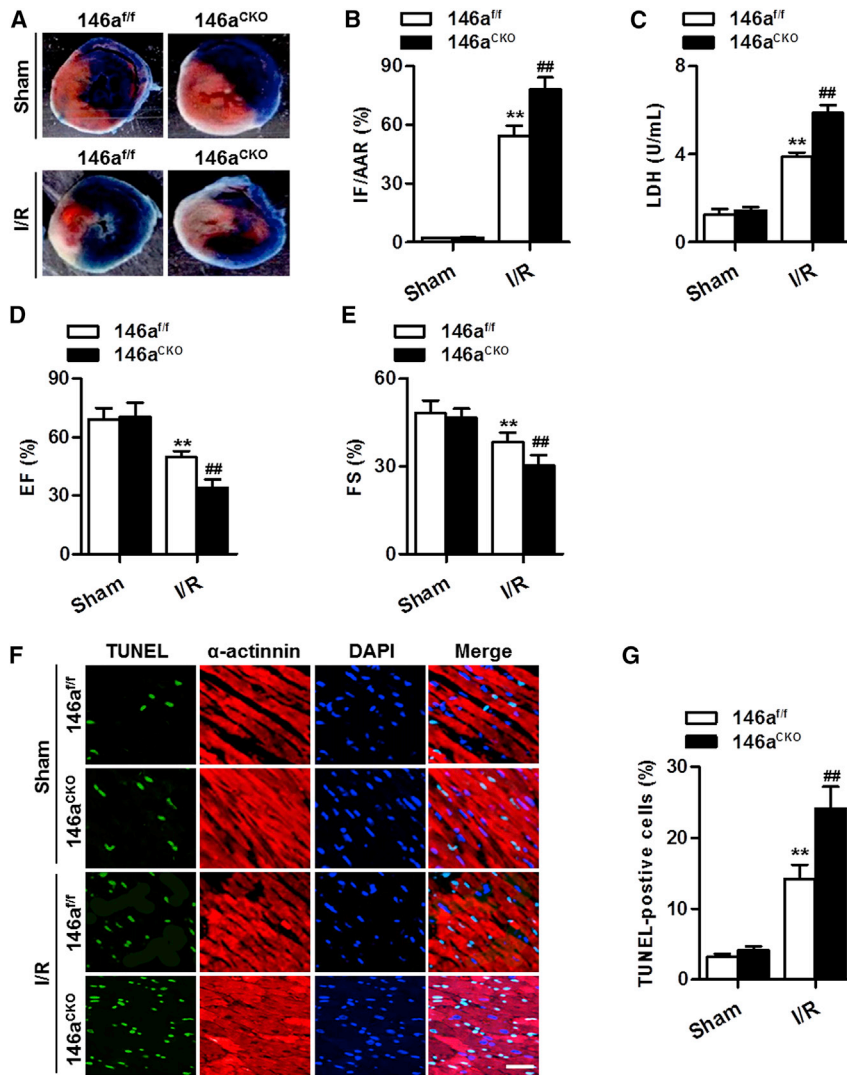 A
146a^f/f 146a^CKO
Sham
146a^f/f 146a^CKO
I/R
B
146a^f/f
146a^CKO
IF/AAR (%)
90
60
30
0
**
##
Sham
I/R
C
146a^f/f
146a^CKO
LDH (U/mL)
8
4
0
**
##
Sham
I/R
D
146a^f/f
146a^CKO
EF (%)
90
60
30
0
**
##
Sham
I/R
E
146a^f/f
146a^CKO
FS (%)
60
30
0
**
##
Sham
I/R
F
TUNEL α-actinnin DAPI Merge
Sham
146a^f/f
146a^CKO
I/R
146a^f/f
146a^CKO
G
146a^f/f
146a^CKO
TUNEL-postive cells (%)
30
20
10
0
**
##
Sham
I/R